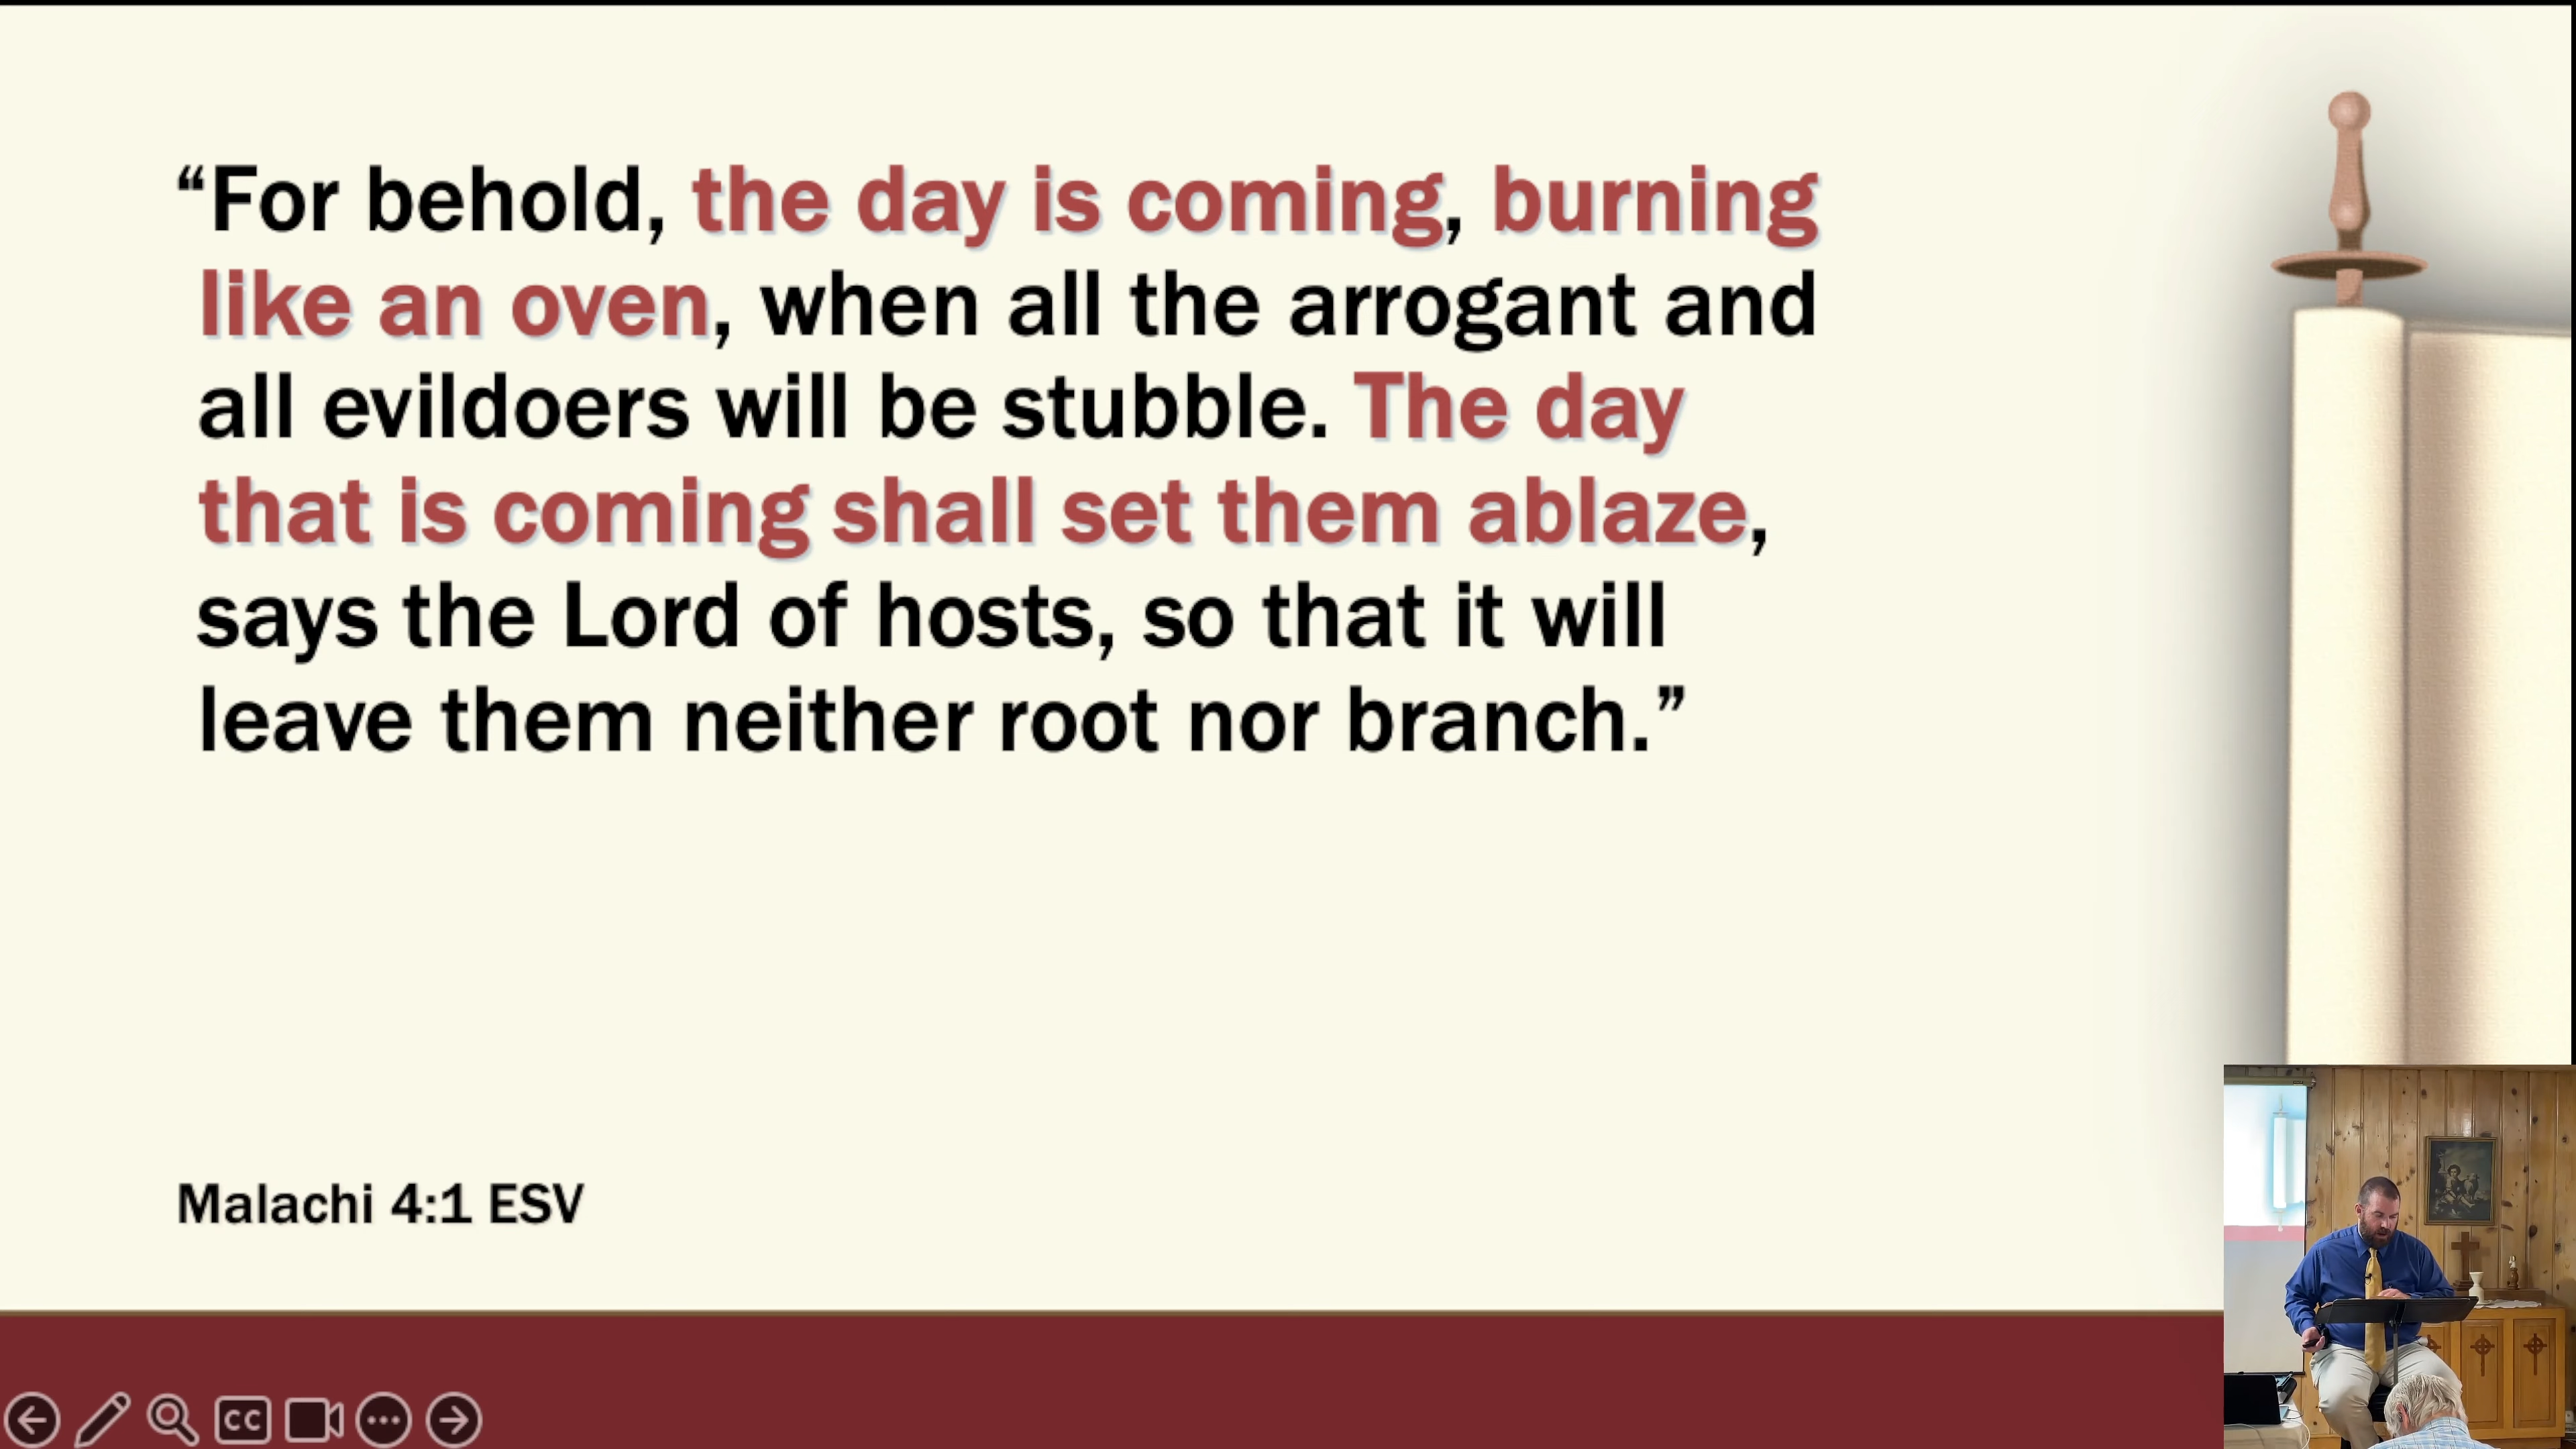 “For behold, the day is coming, burning
like an oven, when all the arrogant and
all evildoers will be stubble. The day
that is coming shall set them ablaze,
says the Lord of hosts, so that it will
leave them neither root nor branch.”
Malachi 4:1 ESV
CC